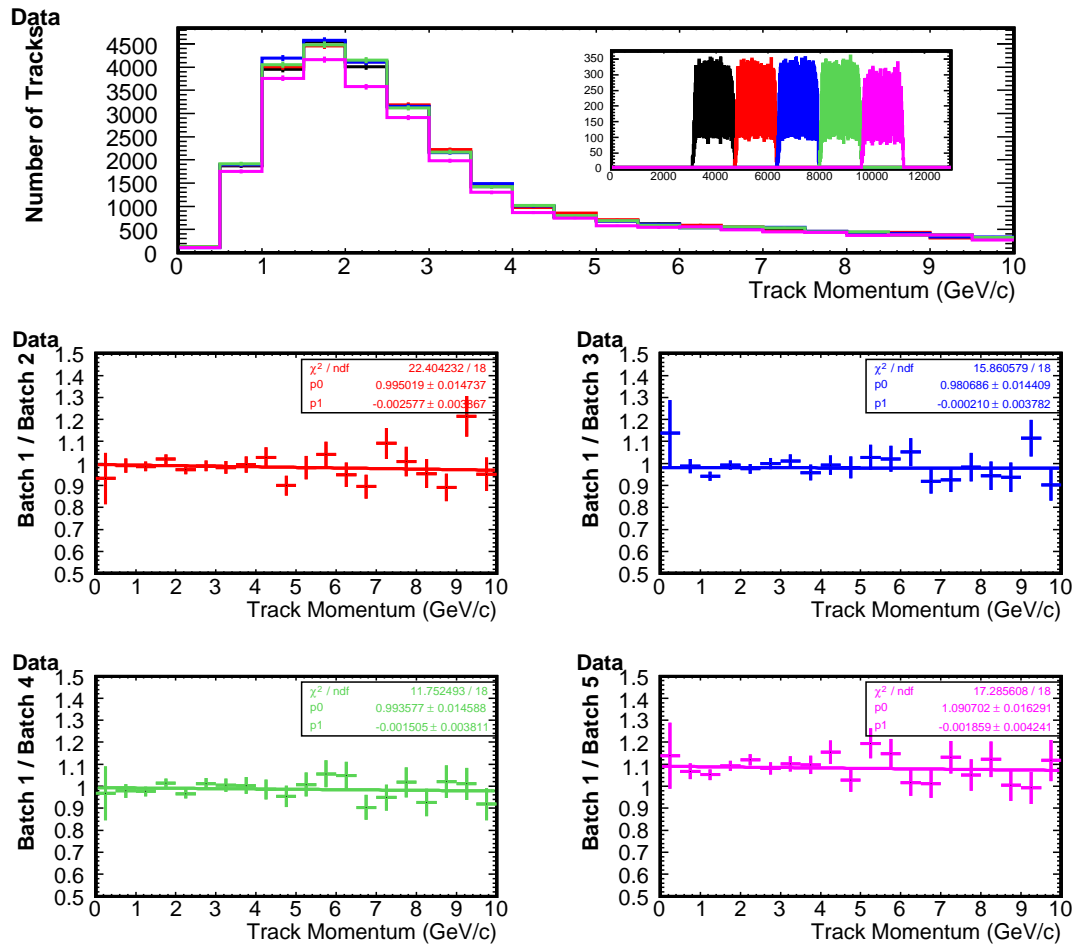 Data
Number of Tracks
4500
4000
3500
3000
2500
2000
1500
1000
500
0
0 1 2 3 4 5 6 7 8 9 10
Track Momentum (GeV/c)
350
300
250
200
150
100
50
0
0 2000 4000 6000 8000 10000 12000
Data
Batch 1 / Batch 2
1.5
1.4
1.3
1.2
1.1
1
0.9
0.8
0.7
0.6
0.5
0 1 2 3 4 5 6 7 8 9 10
Track Momentum (GeV/c)
χ² / ndf 22.404232 / 18
p0 0.995019 ± 0.014737
p1 -0.002577 ± 0.003867
Data
Batch 1 / Batch 3
1.5
1.4
1.3
1.2
1.1
1
0.9
0.8
0.7
0.6
0.5
0 1 2 3 4 5 6 7 8 9 10
Track Momentum (GeV/c)
χ² / ndf 15.860579 / 18
p0 0.980686 ± 0.014409
p1 -0.000210 ± 0.003782
Data
Batch 1 / Batch 4
1.5
1.4
1.3
1.2
1.1
1
0.9
0.8
0.7
0.6
0.5
0 1 2 3 4 5 6 7 8 9 10
Track Momentum (GeV/c)
χ² / ndf 11.752493 / 18
p0 0.993577 ± 0.014588
p1 -0.001505 ± 0.003811
Data
Batch 1 / Batch 5
1.5
1.4
1.3
1.2
1.1
1
0.9
0.8
0.7
0.6
0.5
0 1 2 3 4 5 6 7 8 9 10
Track Momentum (GeV/c)
χ² / ndf 17.285608 / 18
p0 1.090702 ± 0.016291
p1 -0.001859 ± 0.004241